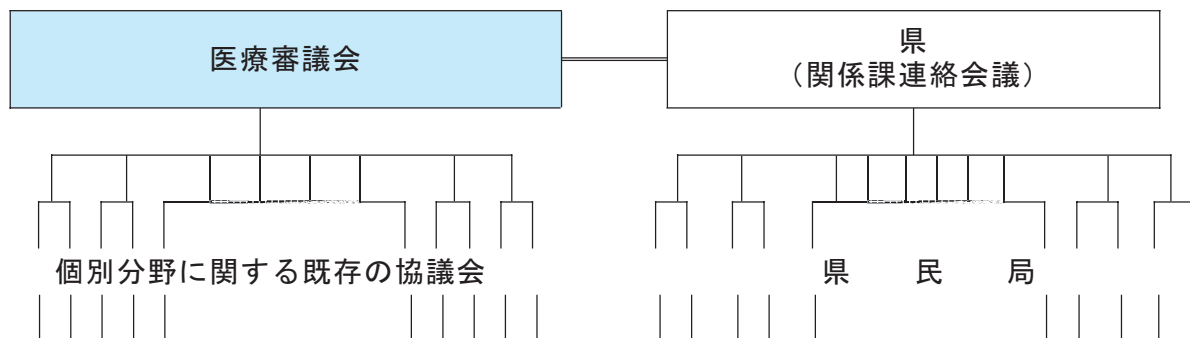 医療審議会
県
（関係課連絡会議）
個別分野に関する既存の協議会
県　民　局